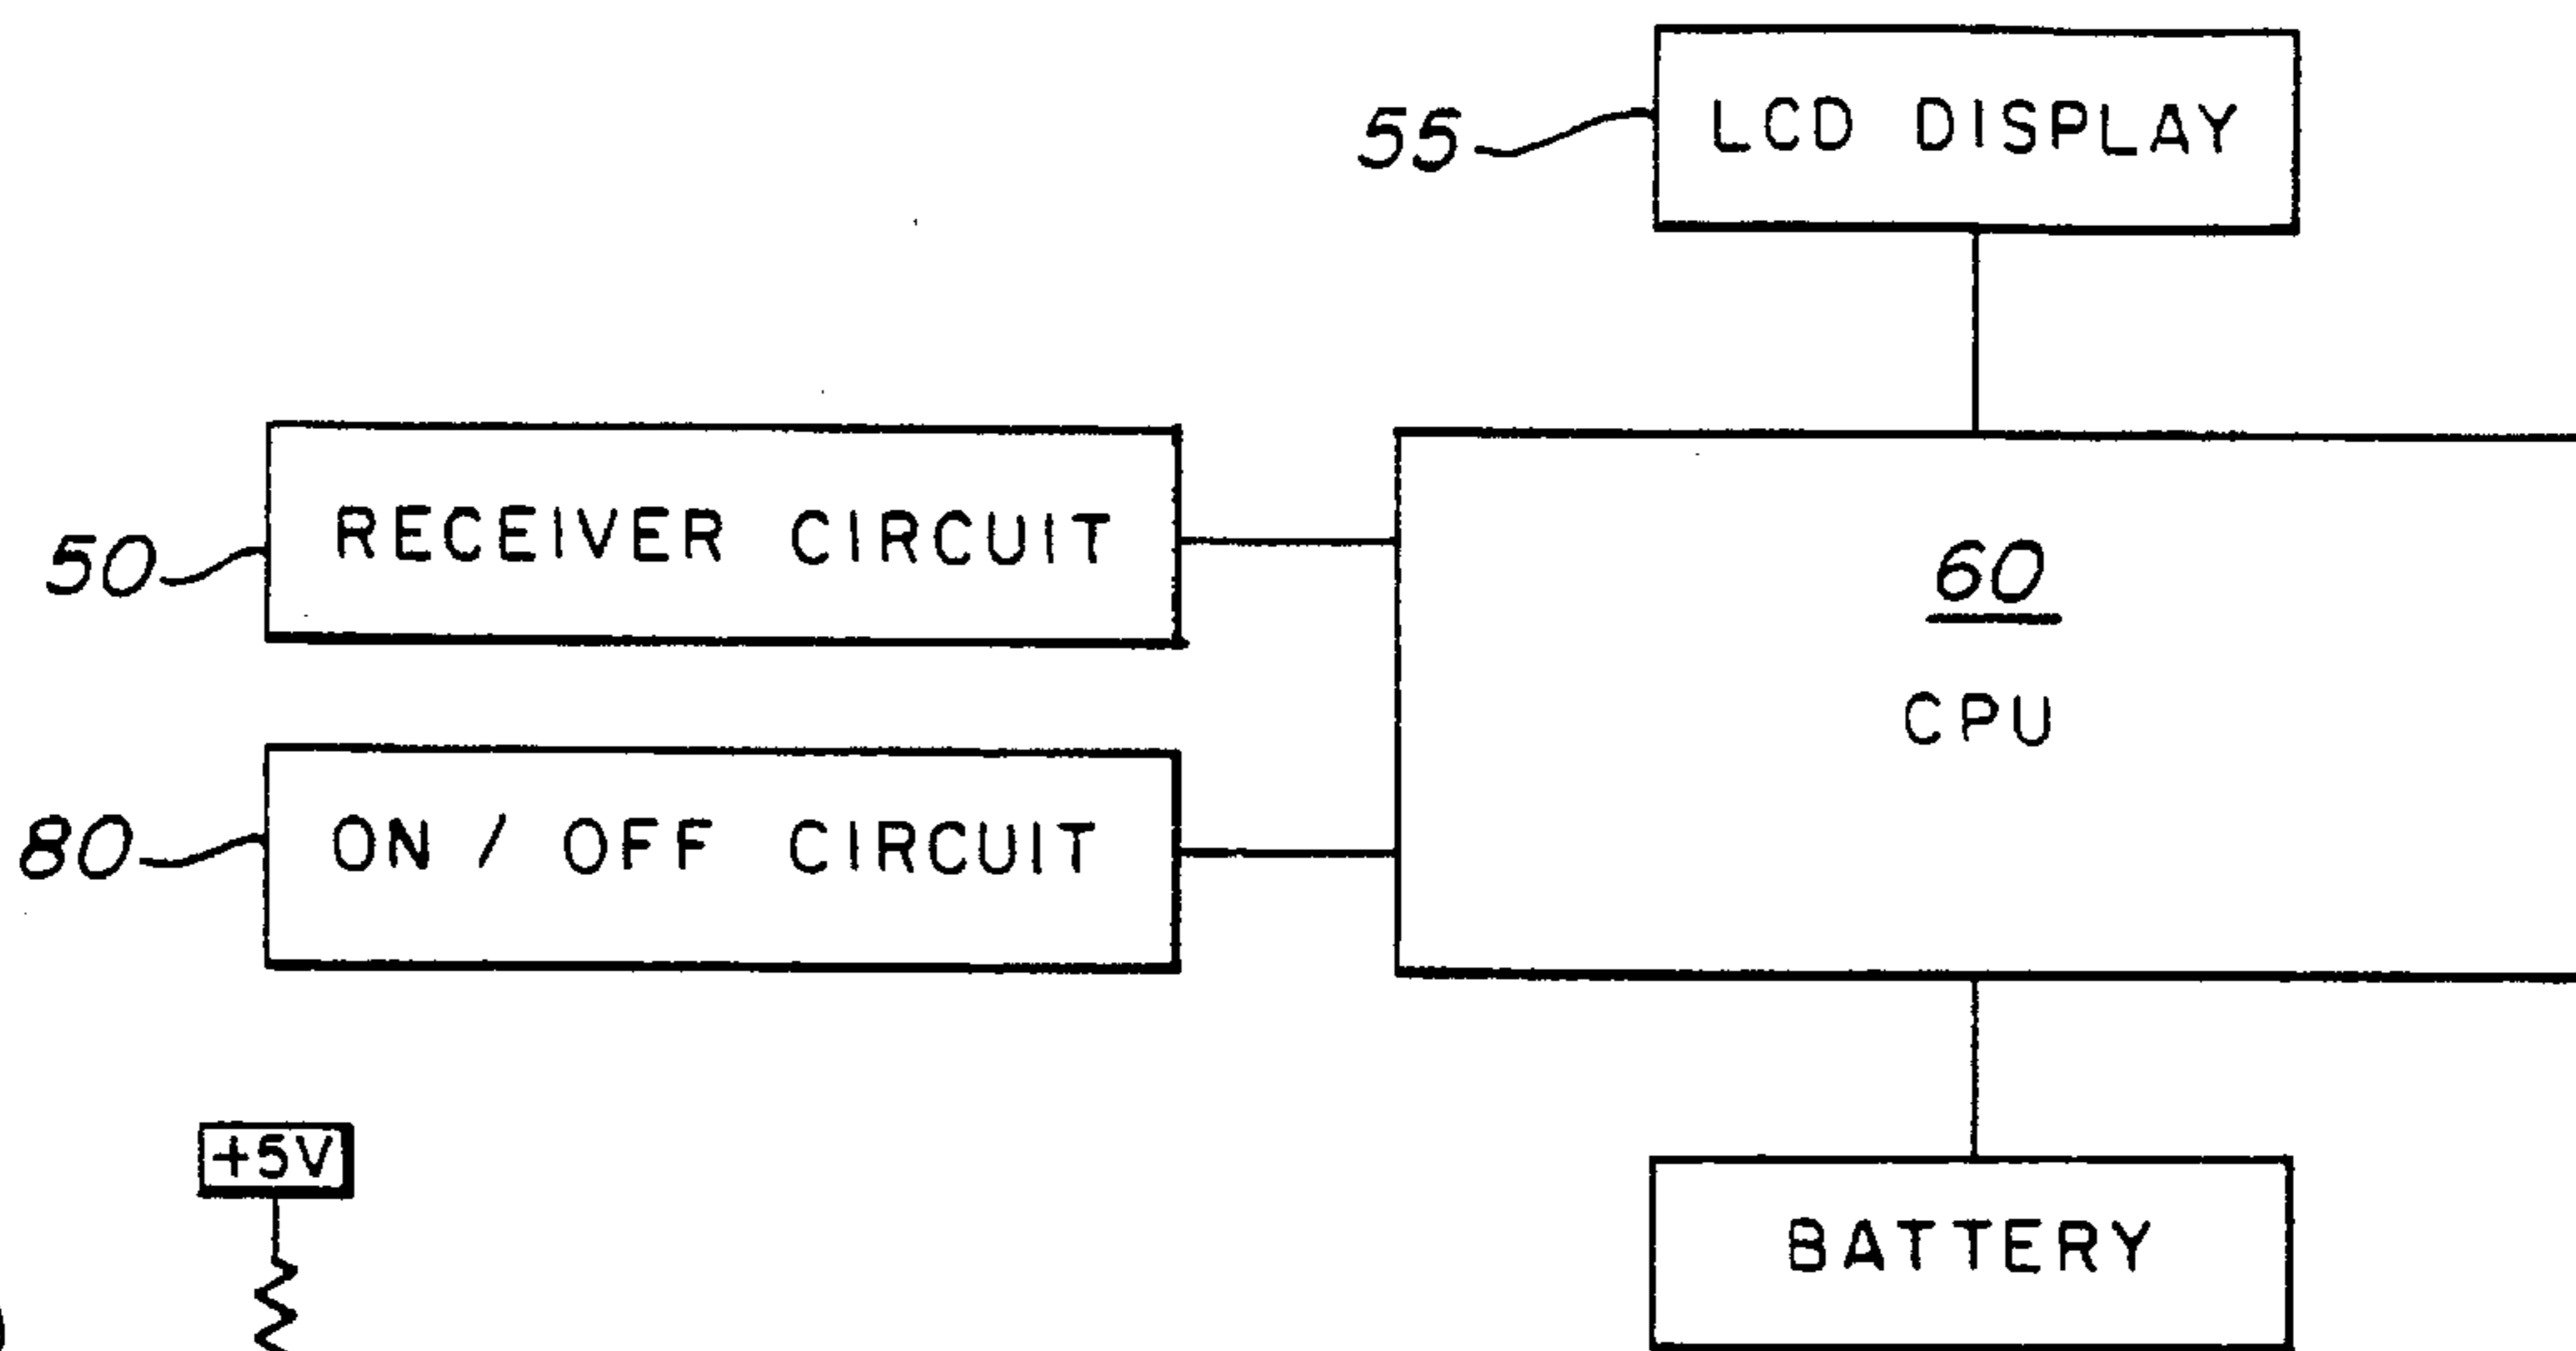 55
LCD DISPLAY
50
RECEIVER CIRCUIT
60
CPU
80
ON / OFF CIRCUIT
+5V
BATTERY